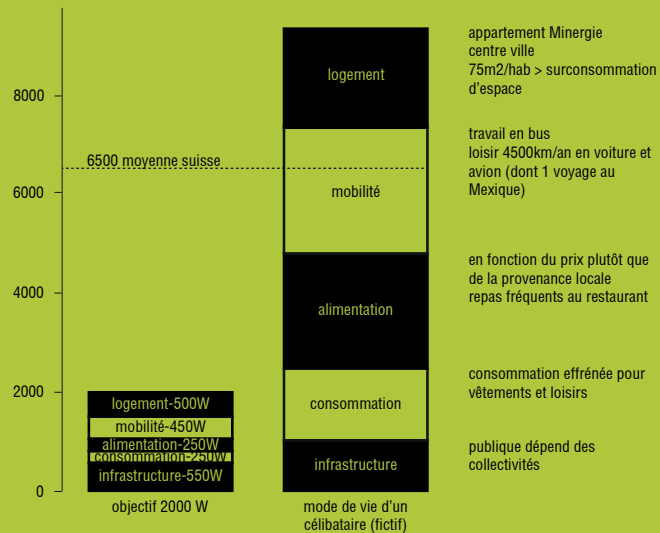 8000
6000
4000
2000
0
6500 moyenne suisse
logement-500W
mobilité-450W
alimentation-250W
consommation-250W
infrastructure-550W
objectif 2000 W
logement
mobilité
alimentation
consommation
infrastructure
mode de vie d'un
célibataire (fictif)
appartement Minergie
centre ville
75m2/hab > surconsommation
d'espace
travail en bus
loisir 4500km/an en voiture et
avion (dont 1 voyage au
Mexique)
en fonction du prix plutôt que
de la provenance locale
repas fréquents au restaurant
consommation effrénée pour
vêtements et loisirs
publique dépend des
collectivités